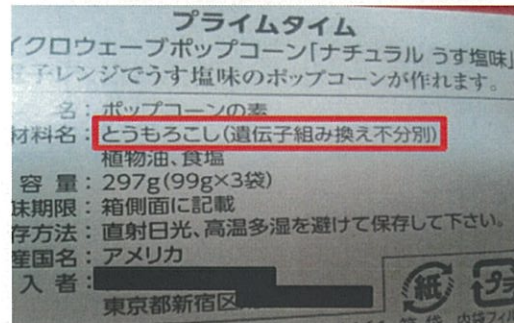 プライムタイム
イクロウェーブポップコーン「ナチュラル うす塩味」
子レンジでうす塩味のポップコーンが作れます。
名：ポップコーンの素
材料名：とうもろこし(遺伝子組み換え不分別)
植物油、食塩
容 量：297g(99g×3袋)
味期限：箱側面に記載
存方法：直射日光、高温多湿を避けて保存して下さい。
産国名：アメリカ
入 者：
東京都新宿区
紙 プラ